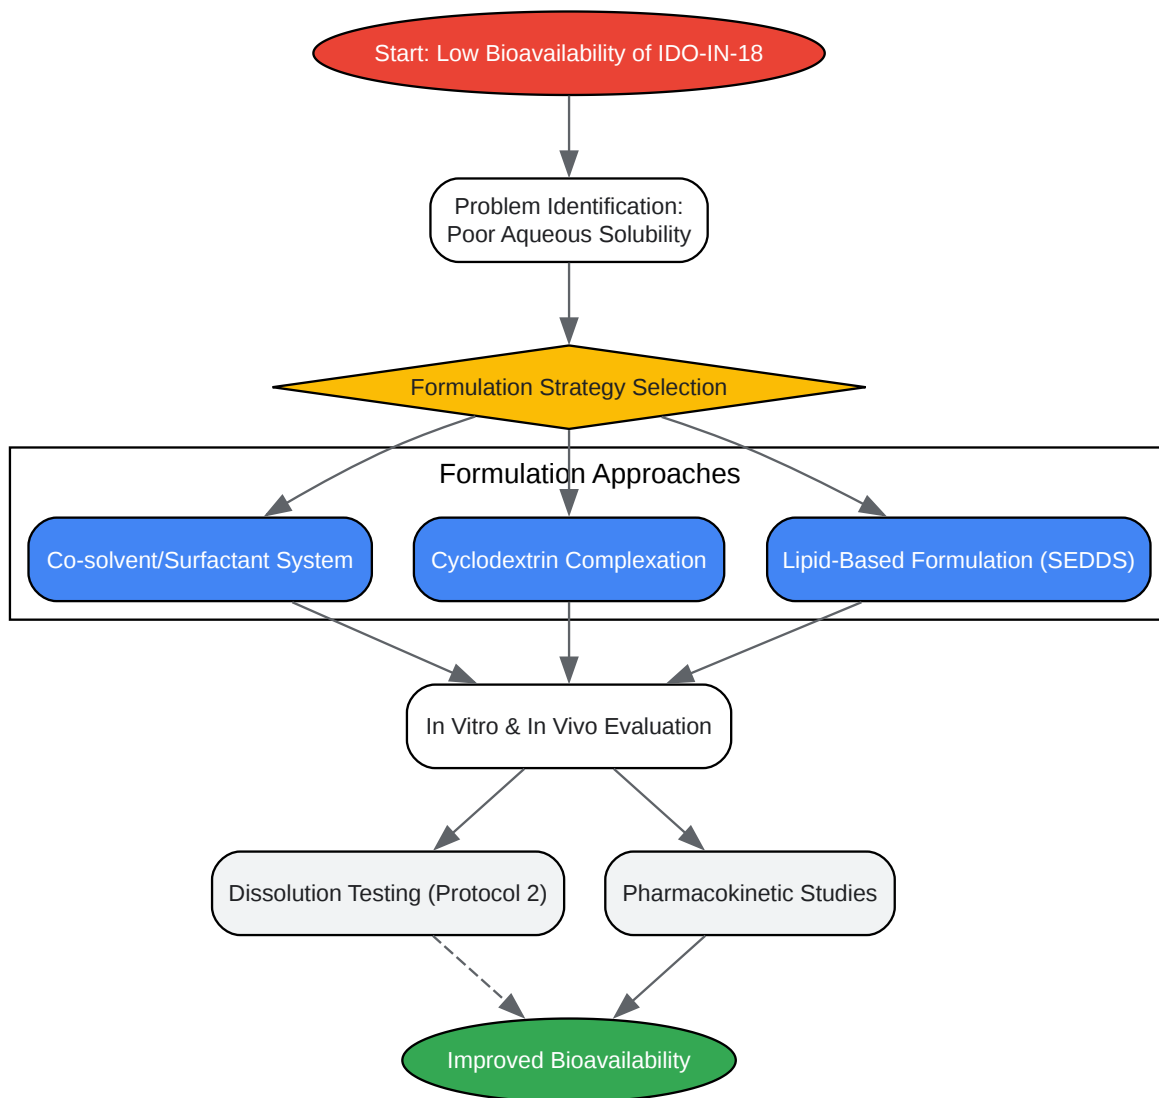 Start: Low Bioavailability of IDO-IN-18
Problem Identification:
Poor Aqueous Solubility
Formulation Strategy Selection
Formulation Approaches
Co-solvent/Surfactant System
Cyclodextrin Complexation
Lipid-Based Formulation (SEDDS)
In Vitro & In Vivo Evaluation
Dissolution Testing (Protocol 2)
Pharmacokinetic Studies
Improved Bioavailability